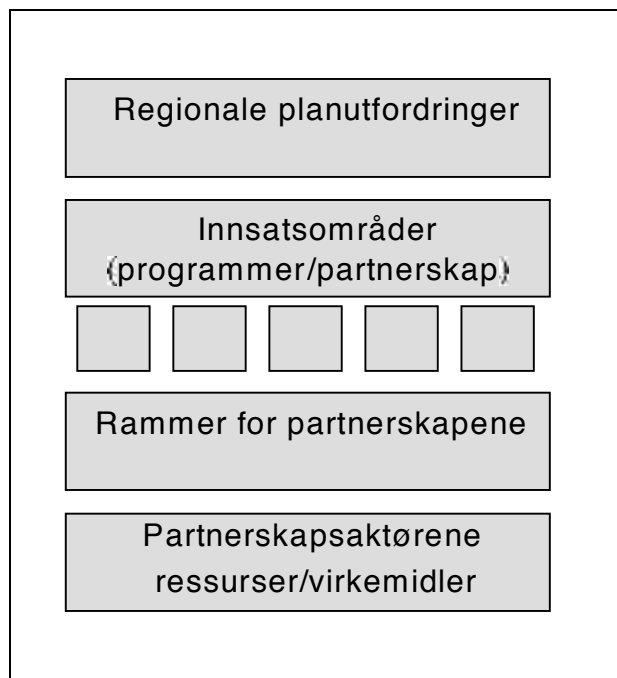 Regionale planutfordringer
Innsatsområder
(programmer/partnerskap)
Rammer for partnerskapene
Partnerskapsaktørene
ressurser/virkemidler